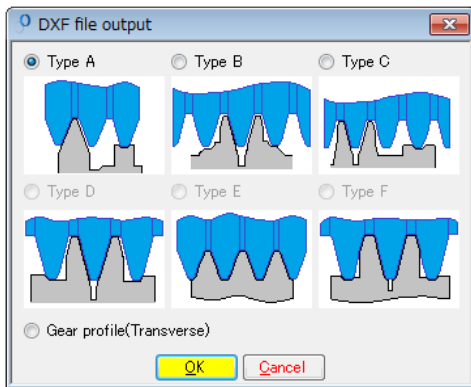 DXF file output
Type A Type B Type C
Type D Type E Type F
Gear profile(Transverse)
OK Cancel